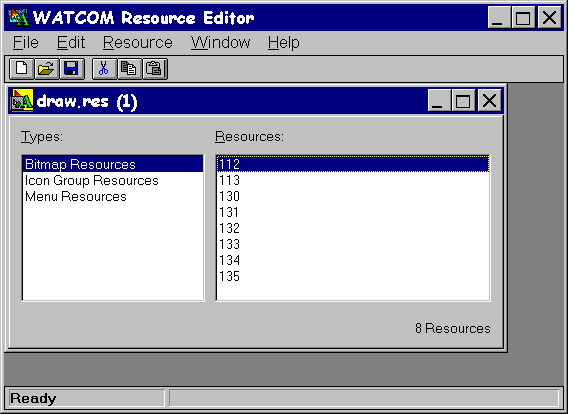 WATCOM Resource Editor
File Edit Resource Window Help
draw.res (1)
Types: Resources:
Bitmap Resources
Icon Group Resources
Menu Resources
112
113
130
131
132
133
134
135
8 Resources
Ready